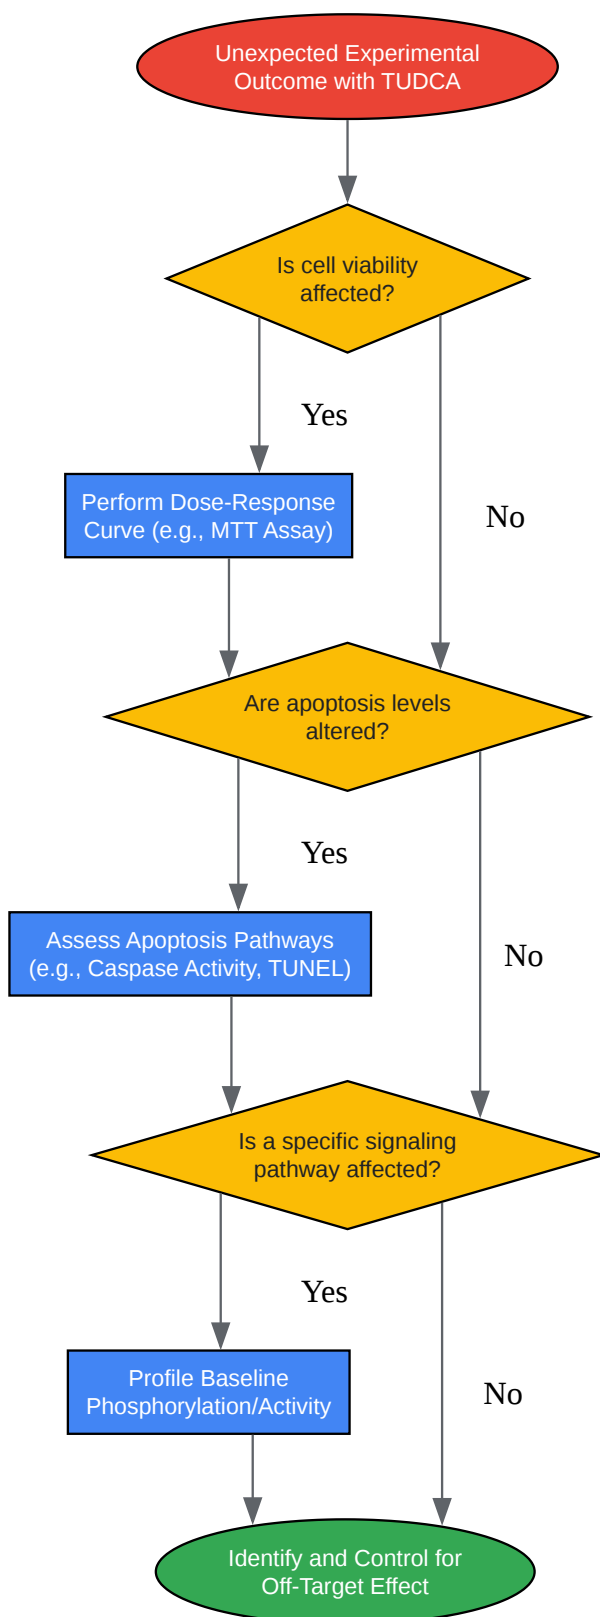 Unexpected Experimental
Outcome with TUDCA
Is cell viability
affected?
Yes
Perform Dose-Response
Curve (e.g., MTT Assay)
No
Are apoptosis levels
altered?
Yes
Assess Apoptosis Pathways
(e.g., Caspase Activity, TUNEL)
No
Is a specific signaling
pathway affected?
Yes
Profile Baseline
Phosphorylation/Activity
No
Identify and Control for
Off-Target Effect